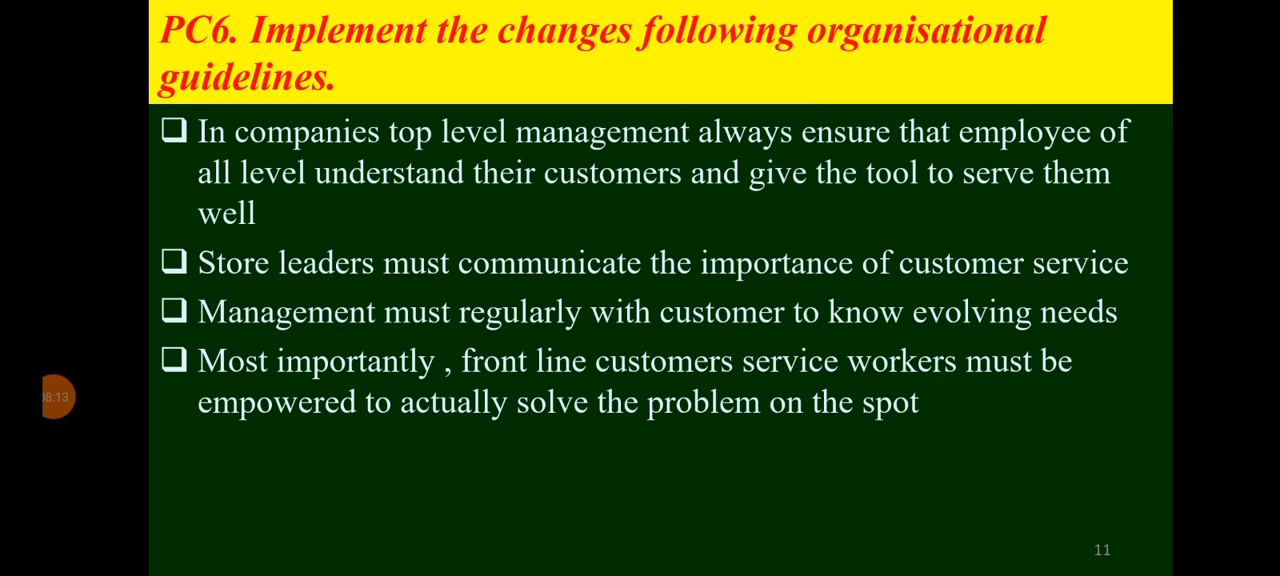 PC6. Implement the changes following organisational
guidelines.
❑ In companies top level management always ensure that employee of
all level understand their customers and give the tool to serve them
well
❑ Store leaders must communicate the importance of customer service
❑ Management must regularly with customer to know evolving needs
❑ Most importantly , front line customers service workers must be
empowered to actually solve the problem on the spot
08:13
11